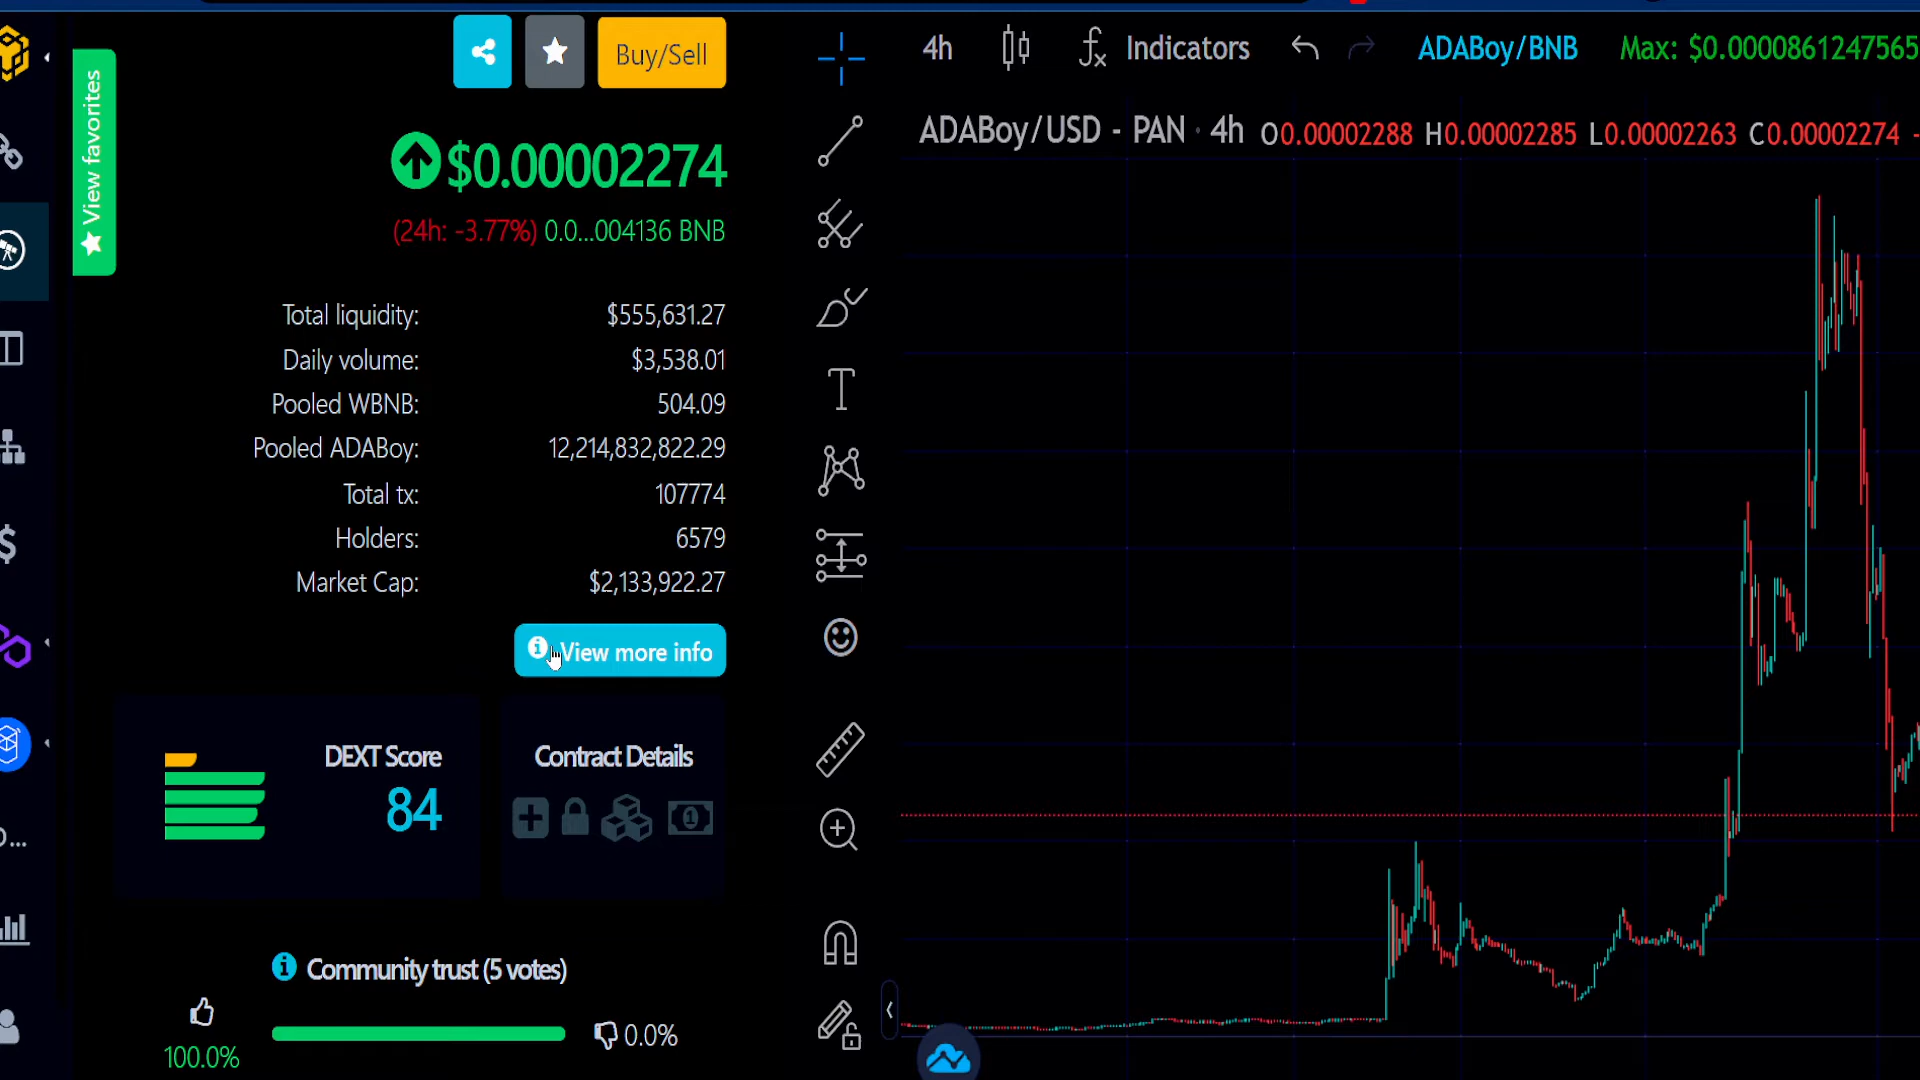 View favorites
Buy/Sell
$0.00002274
(24h: -3.77%) 0.0...004136 BNB
Total liquidity: $555,631.27
Daily volume: $3,538.01
Pooled WBNB: 504.09
Pooled ADABoy: 12,214,832,822.29
Total tx: 107774
Holders: 6579
Market Cap: $2,133,922.27
View more info
DEXT Score
84
Contract Details
Community trust (5 votes)
100.0%
0.0%
4h
Indicators
ADABoy/BNB
Max: $0.0000861247565
ADABoy/USD - PAN · 4h O0.00002288 H0.00002285 L0.00002263 C0.00002274 -